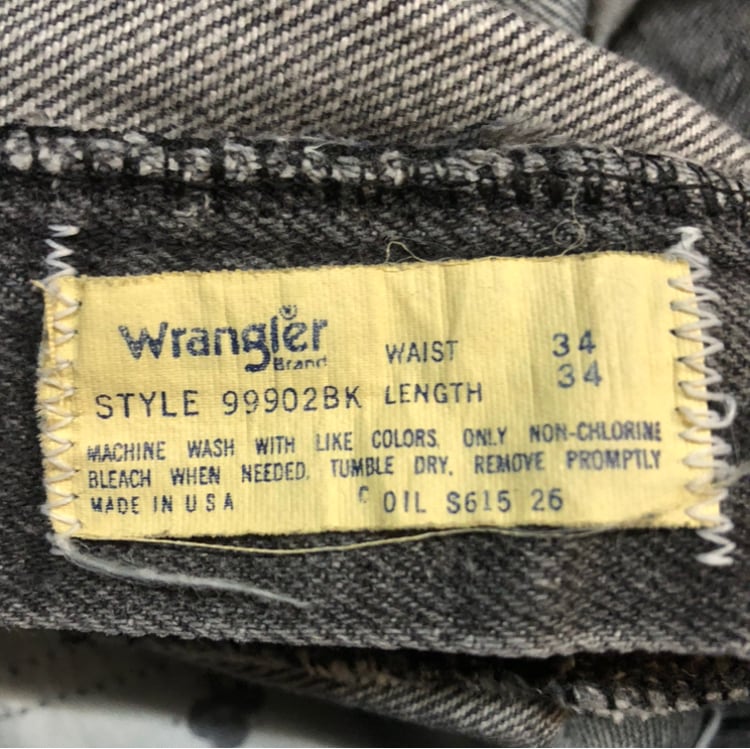 Wrangler
Brand
WAIST 34
STYLE 99902BK LENGTH 34
MACHINE WASH WITH LIKE COLORS. ONLY NON-CHLORINE
BLEACH WHEN NEEDED. TUMBLE DRY. REMOVE PROMPTLY
MADE IN U S A C OIL S615 26